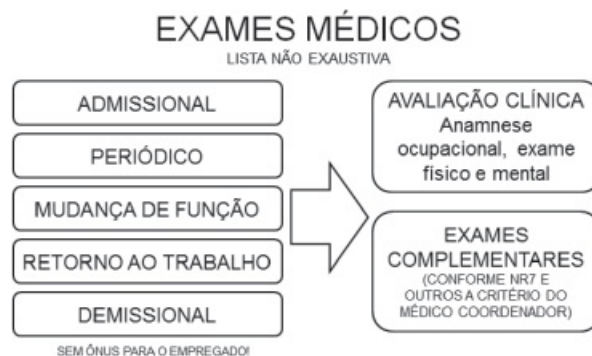 EXAMES MÉDICOS
LISTA NÃO EXAUSTIVA
ADMISSIONAL
PERIÓDICO
MUDANÇA DE FUNÇÃO
RETORNO AO TRABALHO
DEMISSIONAL
SEM ÔNUS PARA O EMPREGADO!
AVALIAÇÃO CLÍNICA
Anamnese
ocupacional, exame
físico e mental
EXAMES
COMPLEMENTARES
(CONFORME NR7 E
OUTROS A CRITÉRIO DO
MÉDICO COORDENADOR)